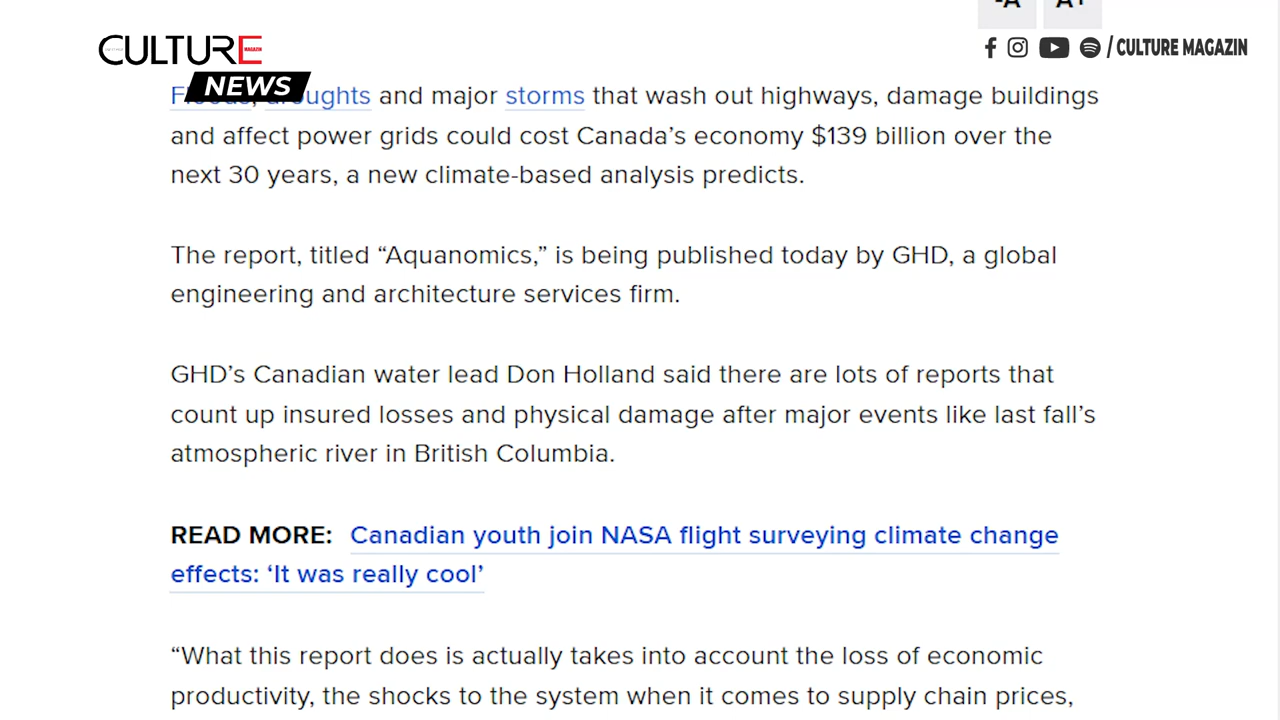 -A A+
CULTURE MAGAZIN
NEWS
/ CULTURE MAGAZIN
Floods, droughts and major storms that wash out highways, damage buildings
and affect power grids could cost Canada’s economy $139 billion over the
next 30 years, a new climate-based analysis predicts.
The report, titled “Aquanomics,” is being published today by GHD, a global
engineering and architecture services firm.
GHD’s Canadian water lead Don Holland said there are lots of reports that
count up insured losses and physical damage after major events like last fall’s
atmospheric river in British Columbia.
READ MORE: Canadian youth join NASA flight surveying climate change
effects: ‘It was really cool’
“What this report does is actually takes into account the loss of economic
productivity, the shocks to the system when it comes to supply chain prices,